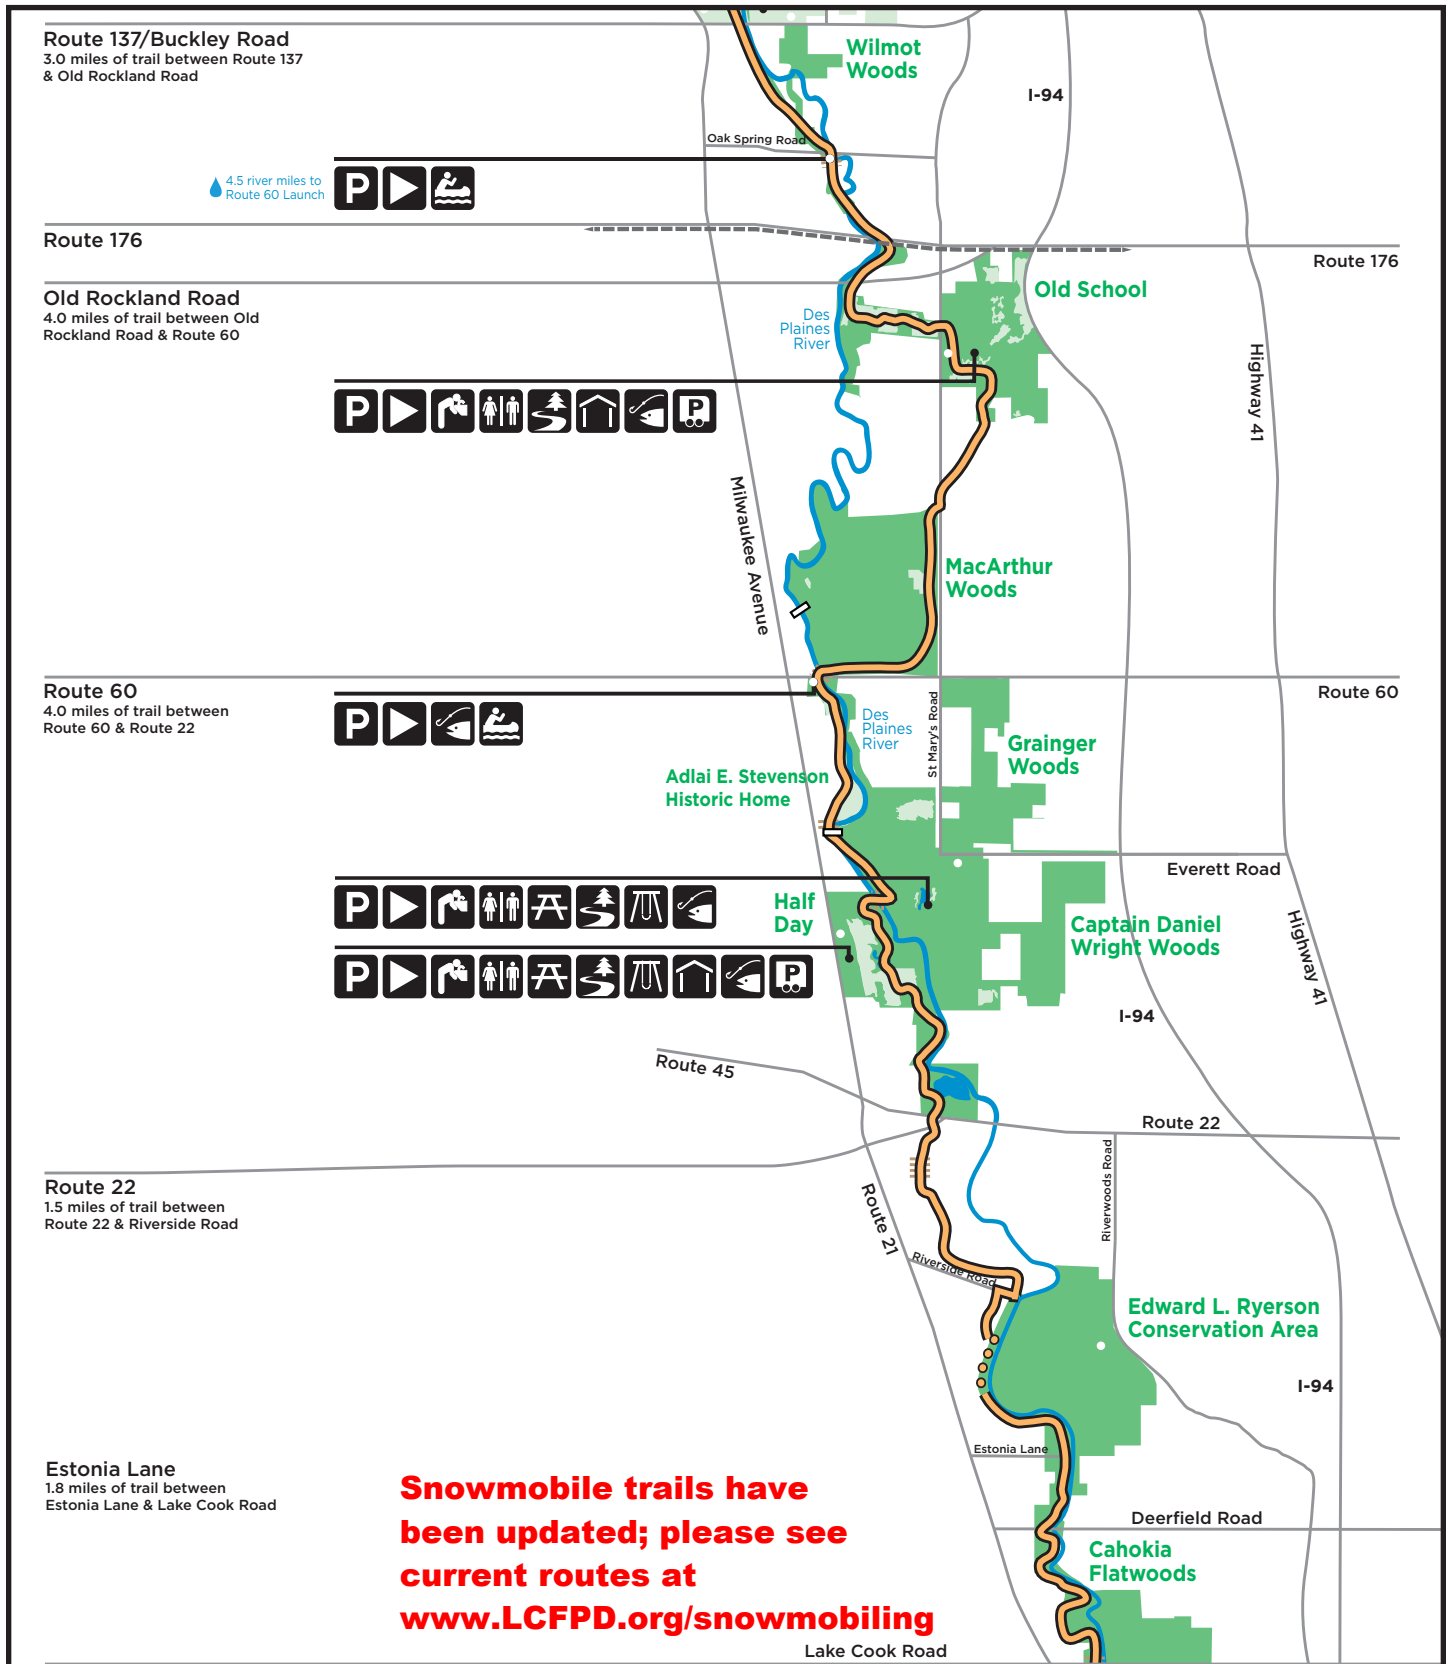 Route 137/Buckley Road
3.0 miles of trail between Route 137
& Old Rockland Road
Wilmot
Woods
I-94
Oak Spring Road
4.5 river miles to
Route 60 Launch
P
Route 176
Route 176
Old Rockland Road
4.0 miles of trail between Old
Rockland Road & Route 60
Old School
Des
Plaines
River
Highway 41
P
P
Milwaukee Avenue
MacArthur
Woods
Route 60
4.0 miles of trail between
Route 60 & Route 22
Route 60
P
Des
Plaines
River
St Mary's Road
Grainger
Woods
Adlai E. Stevenson
Historic Home
Everett Road
P
Half
Day
Captain Daniel
Wright Woods
Highway 41
P
P
I-94
Route 45
Route 22
Riverwoods Road
Route 22
1.5 miles of trail between
Route 22 & Riverside Road
Route 21
Riverside Road
Edward L. Ryerson
Conservation Area
I-94
Estonia Lane
Estonia Lane
1.8 miles of trail between
Estonia Lane & Lake Cook Road
Snowmobile trails have
been updated; please see
current routes at
www.LCFPD.org/snowmobiling
Deerfield Road
Cahokia
Flatwoods
Lake Cook Road